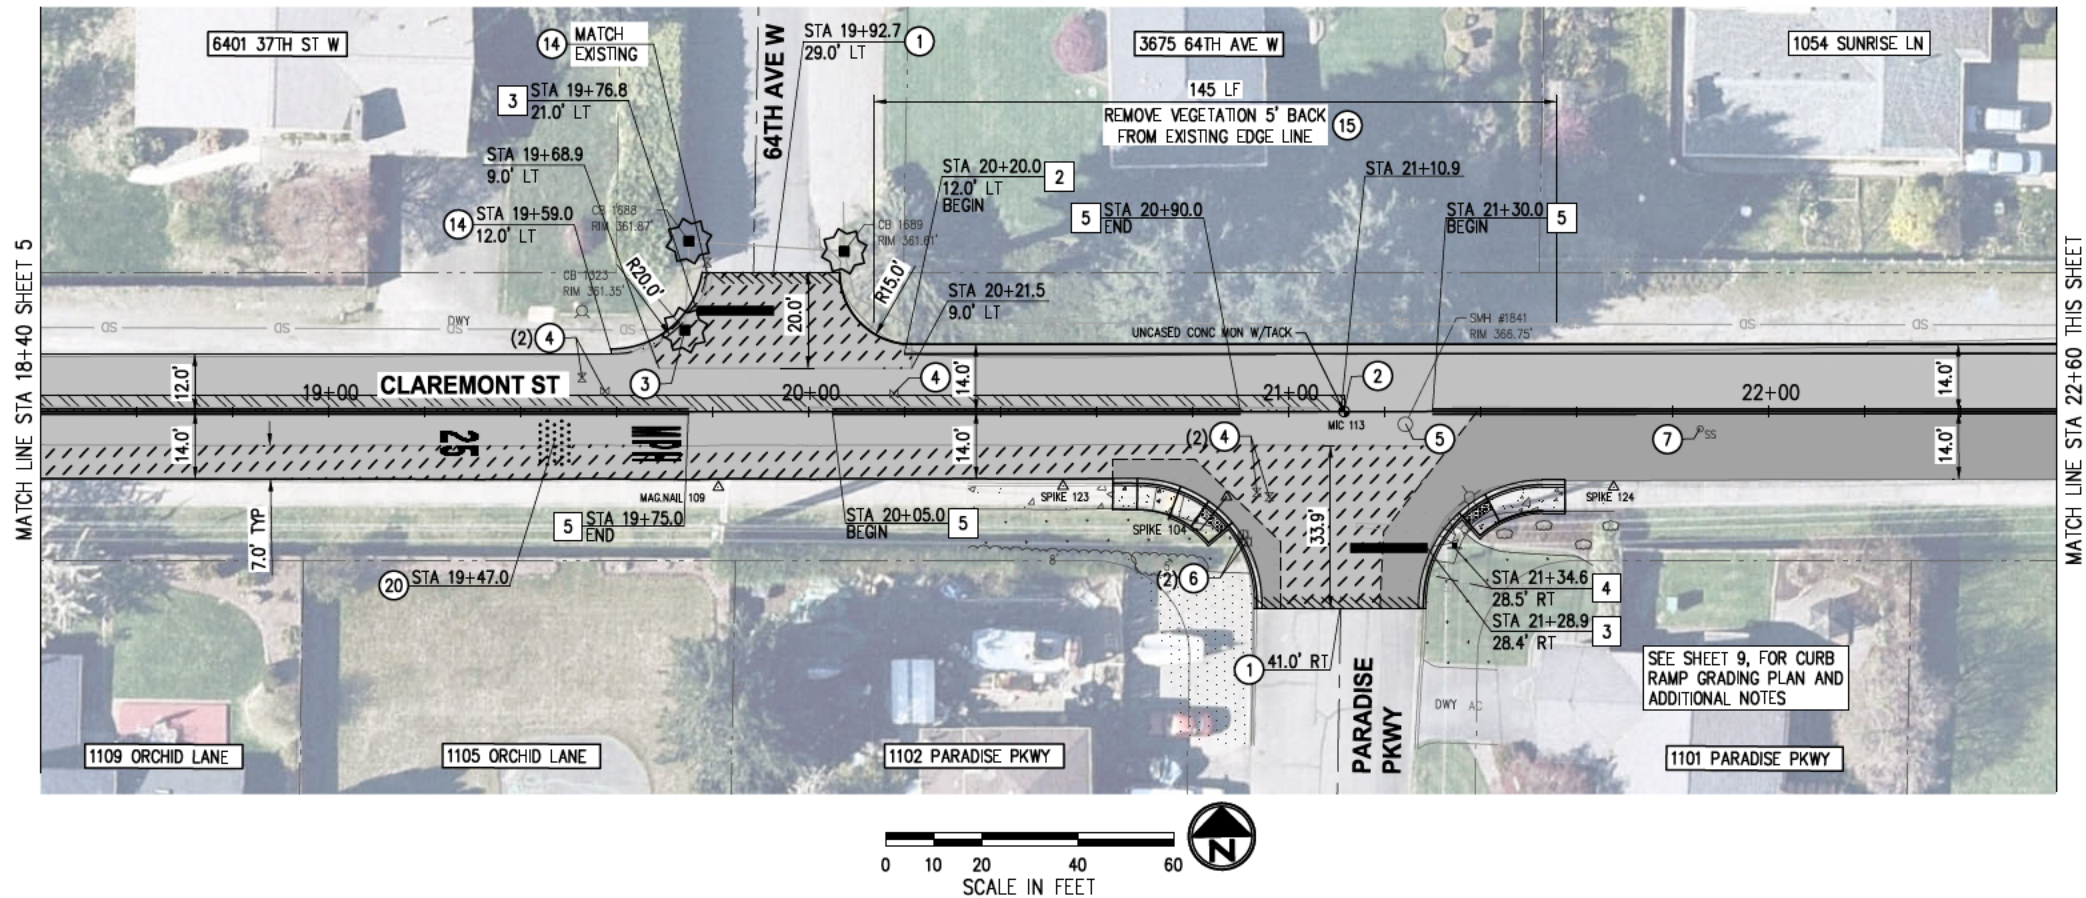 6401 37TH ST W
14
MATCH
EXISTING
64TH AVE W
STA 19+92.7
29.0' LT
1
3675 64TH AVE W
1054 SUNRISE LN
3
STA 19+76.8
21.0' LT
145 LF
REMOVE VEGETATION 5' BACK
FROM EXISTING EDGE LINE
15
STA 19+68.9
9.0' LT
STA 20+20.0
12.0' LT
BEGIN
2
STA 21+10.9
14
STA 19+59.0
12.0' LT
CB 1688
RIM 361.87'
CB 1689
RIM 361.61'
5
STA 20+90.0
END
STA 21+30.0
BEGIN
5
CB 1323
RIM 361.35'
R20.0'
R15.0'
20.0'
STA 20+21.5
9.0' LT
UNCASED CONC MON W/TACK
SMH #1841
RIM 366.75'
SD
SD
DWY
SD
SD
SD
SD
(2) 4
3
4
2
12.0'
14.0'
14.0'
19+00
CLAREMONT ST
20+00
21+00
22+00
14.0'
25
14.0'
(2) 4
MIC 113
5
7
SS
14.0'
MAG.NAIL 109
SPIKE 123
SPIKE 104
SPIKE 124
7.0' TYP
5
STA 19+75.0
END
STA 20+05.0
BEGIN
5
33.9'
20
STA 19+47.0
8
(2) 6
STA 21+34.6
28.5' RT
4
STA 21+28.9
28.4' RT
3
1
41.0' RT
PARADISE
PKWY
DWY
AC
SEE SHEET 9, FOR CURB
RAMP GRADING PLAN AND
ADDITIONAL NOTES
1109 ORCHID LANE
1105 ORCHID LANE
1102 PARADISE PKWY
1101 PARADISE PKWY
MATCH LINE STA 18+40 SHEET 5
MATCH LINE STA 22+60 THIS SHEET
N
0 10 20 40 60
SCALE IN FEET